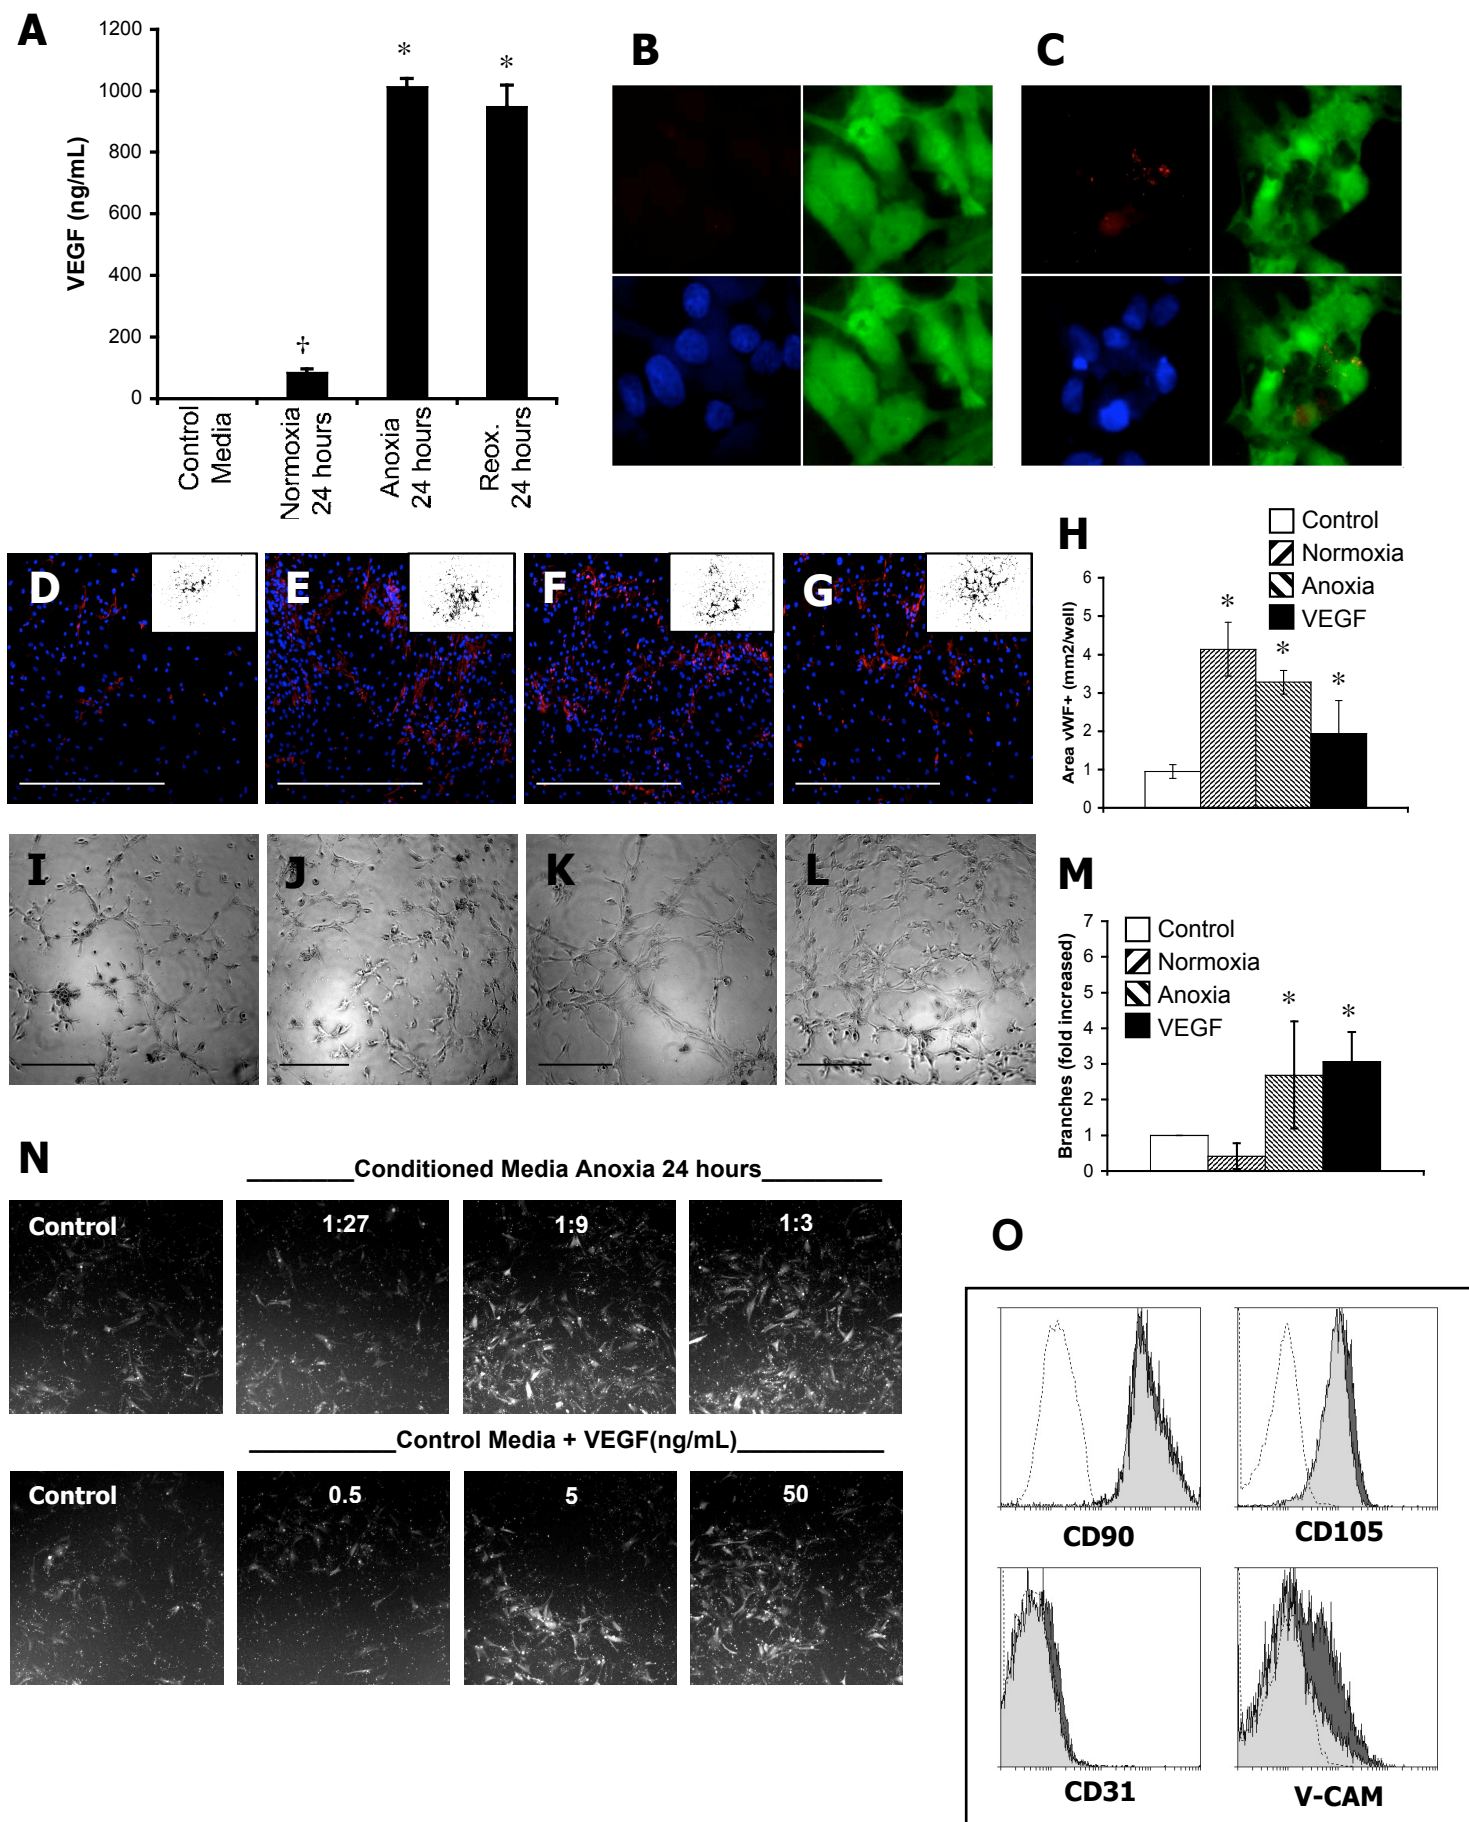 A
1200
1000
800
600
400
200
0
VEGF (ng/mL)
*
*
†
Control
Media
Normoxia
24 hours
Anoxia
24 hours
Reox.
24 hours
B
C
D
E
F
G
H
Control
Normoxia
Anoxia
VEGF
6
5
4
3
2
1
0
Area vWF+ (mm2/well)
*
*
*
I
J
K
L
M
Control
Normoxia
Anoxia
VEGF
7
6
5
4
3
2
1
0
Branches (fold increased)
*
*
N
Conditioned Media Anoxia 24 hours
Control
1:27
1:9
1:3
Control Media + VEGF(ng/mL)
Control
0.5
5
50
O
CD90
CD105
CD31
V-CAM